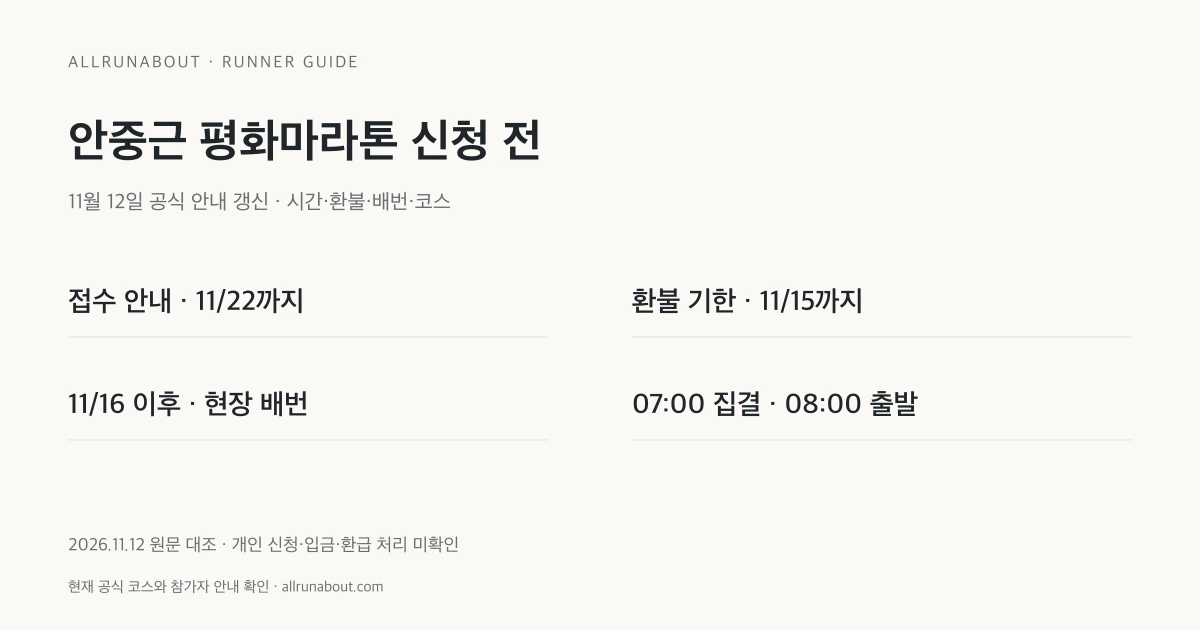 ALLRUNABOUT · RUNNER GUIDE
안중근 평화마라톤 신청 전
11월 12일 공식 안내 갱신 · 시간·환불·배번·코스
접수 안내 · 11/22까지
환불 기한 · 11/15까지
11/16 이후 · 현장 배번
07:00 집결 · 08:00 출발
2026.11.12 원문 대조 · 개인 신청·입금·환급 처리 미확인
현재 공식 코스와 참가자 안내 확인 · allrunabout.com